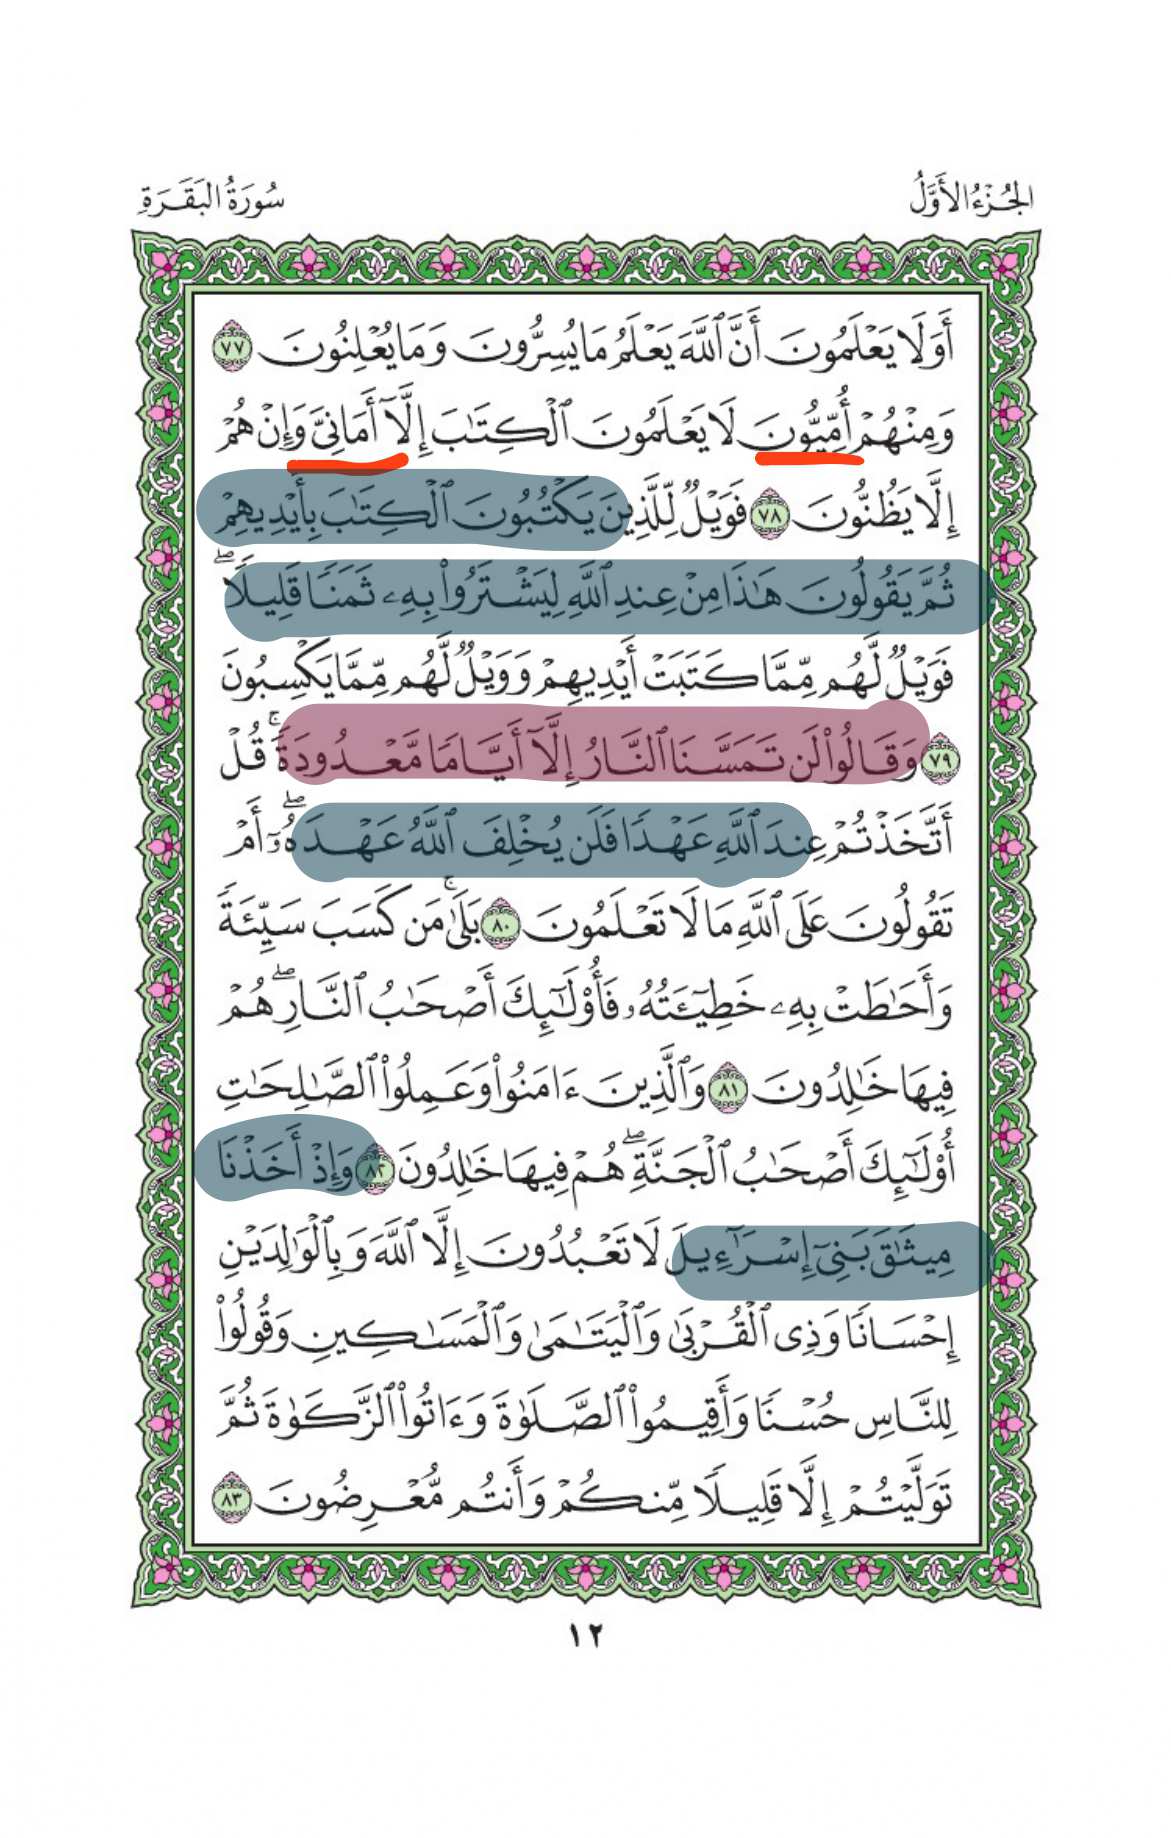 الجُزْءُ الأَوَّلُ
سُورَةُ البَقَرَةِ
أَوَلَا يَعْلَمُونَ أَنَّ ٱللَّهَ يَعْلَمُ مَا يُسِرُّونَ وَمَا يُعْلِنُونَ ٧٧
وَمِنْهُمْ أُمِّيُّونَ لَا يَعْلَمُونَ ٱلْكِتَٰبَ إِلَّآ أَمَانِىَّ وَإِنْ هُمْ
إِلَّا يَظُنُّونَ ٧٨ فَوَيْلٌ لِّلَّذِينَ يَكْتُبُونَ ٱلْكِتَٰبَ بِأَيْدِيهِمْ
ثُمَّ يَقُولُونَ هَٰذَا مِنْ عِندِ ٱللَّهِ لِيَشْتَرُوا۟ بِهِۦ ثَمَنًا قَلِيلًا ۖ
فَوَيْلٌ لَّهُم مِّمَّا كَتَبَتْ أَيْدِيهِمْ وَوَيْلٌ لَّهُم مِّمَّا يَكْسِبُونَ
٧٩ وَقَالُوا۟ لَن تَمَسَّنَا ٱلنَّارُ إِلَّآ أَيَّامًا مَّعْدُودَةً ۚ قُلْ
أَتَّخَذْتُمْ عِندَ ٱللَّهِ عَهْدًا فَلَن يُخْلِفَ ٱللَّهُ عَهْدَهُۥٓ ۖ أَمْ
تَقُولُونَ عَلَى ٱللَّهِ مَا لَا تَعْلَمُونَ ٨٠ بَلَىٰ ۚ مَن كَسَبَ سَيِّئَةً
وَأَحَٰطَتْ بِهِۦ خَطِيٓـَٔتُهُۥ فَأُو۟لَٰٓئِكَ أَصْحَٰبُ ٱلنَّارِ ۖ هُمْ
فِيهَا خَٰلِدُونَ ٨١ وَٱلَّذِينَ ءَامَنُوا۟ وَعَمِلُوا۟ ٱلصَّٰلِحَٰتِ
أُو۟لَٰٓئِكَ أَصْحَٰبُ ٱلْجَنَّةِ ۖ هُمْ فِيهَا خَٰلِدُونَ ٨٢ وَإِذْ أَخَذْنَا
مِيثَٰقَ بَنِىٓ إِسْرَٰٓءِيلَ لَا تَعْبُدُونَ إِلَّا ٱللَّهَ وَبِٱلْوَٰلِدَيْنِ
إِحْسَانًا وَذِى ٱلْقُرْبَىٰ وَٱلْيَتَٰمَىٰ وَٱلْمَسَٰكِينِ وَقُولُوا۟
لِلنَّاسِ حُسْنًا وَأَقِيمُوا۟ ٱلصَّلَوٰةَ وَءَاتُوا۟ ٱلزَّكَوٰةَ ثُمَّ
تَوَلَّيْتُمْ إِلَّا قَلِيلًا مِّنكُمْ وَأَنتُم مُّعْرِضُونَ ٨٣
١٢